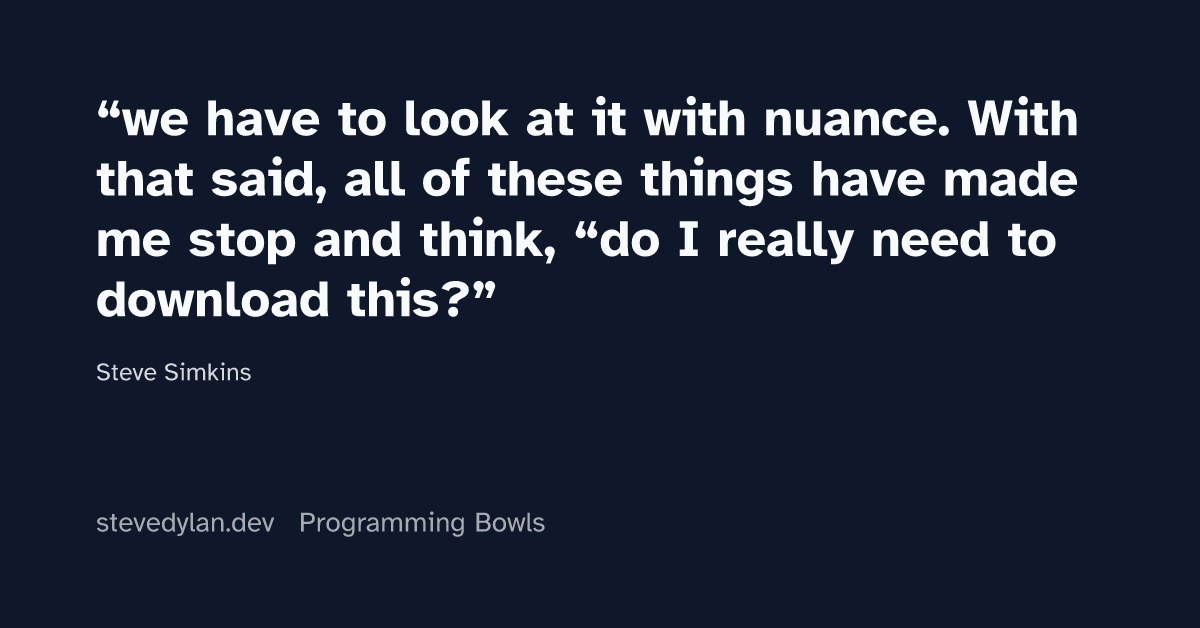 “we have to look at it with nuance. With
that said, all of these things have made
me stop and think, “do I really need to
download this?”
Steve Simkins
stevedylan.dev Programming Bowls